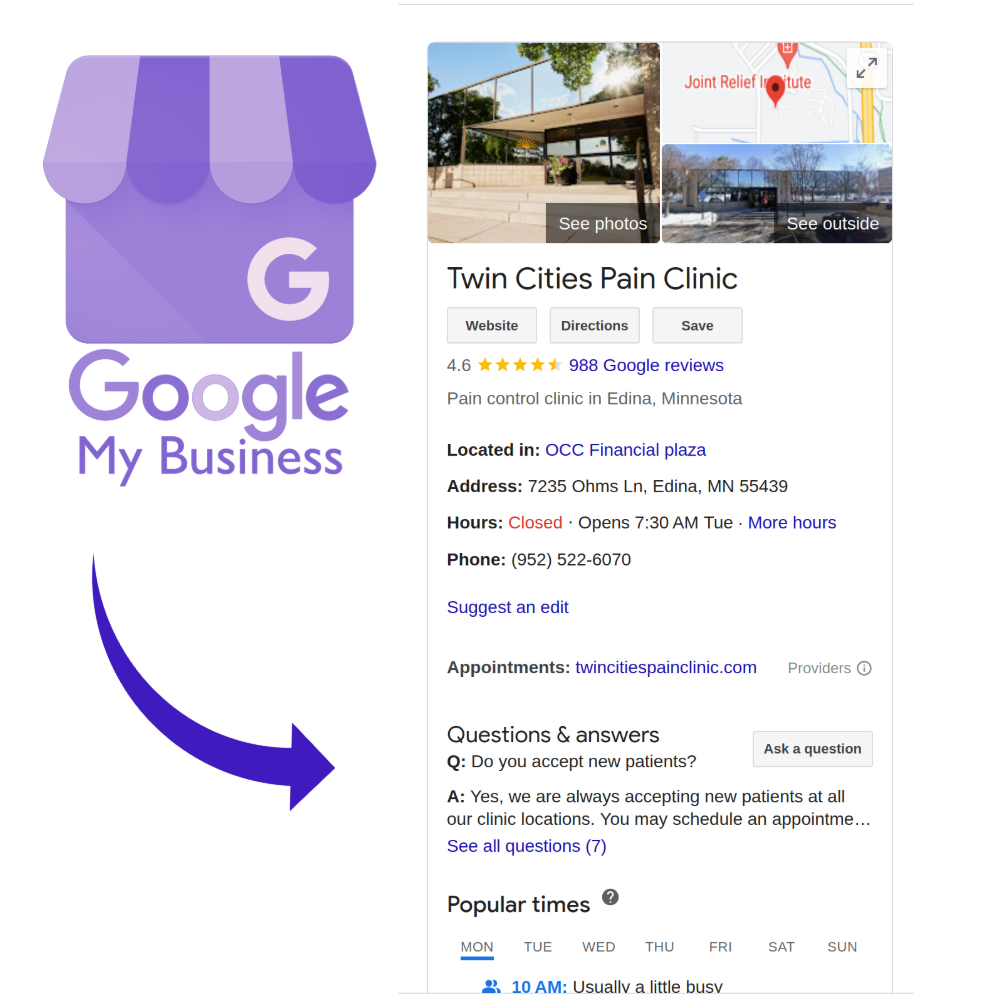 G
Google
My Business
Joint Relief Institute
See photos
See outside
Twin Cities Pain Clinic
Website
Directions
Save
4.6 988 Google reviews
Pain control clinic in Edina, Minnesota
Located in: OCC Financial plaza
Address: 7235 Ohms Ln, Edina, MN 55439
Hours: Closed · Opens 7:30 AM Tue · More hours
Phone: (952) 522-6070
Suggest an edit
Appointments: twincitiespainclinic.com
Providers
Questions & answers
Ask a question
Q: Do you accept new patients?
A: Yes, we are always accepting new patients at all
our clinic locations. You may schedule an appointme…
See all questions (7)
Popular times ?
MON TUE WED THU FRI SAT SUN
10 AM: Usually a little busy